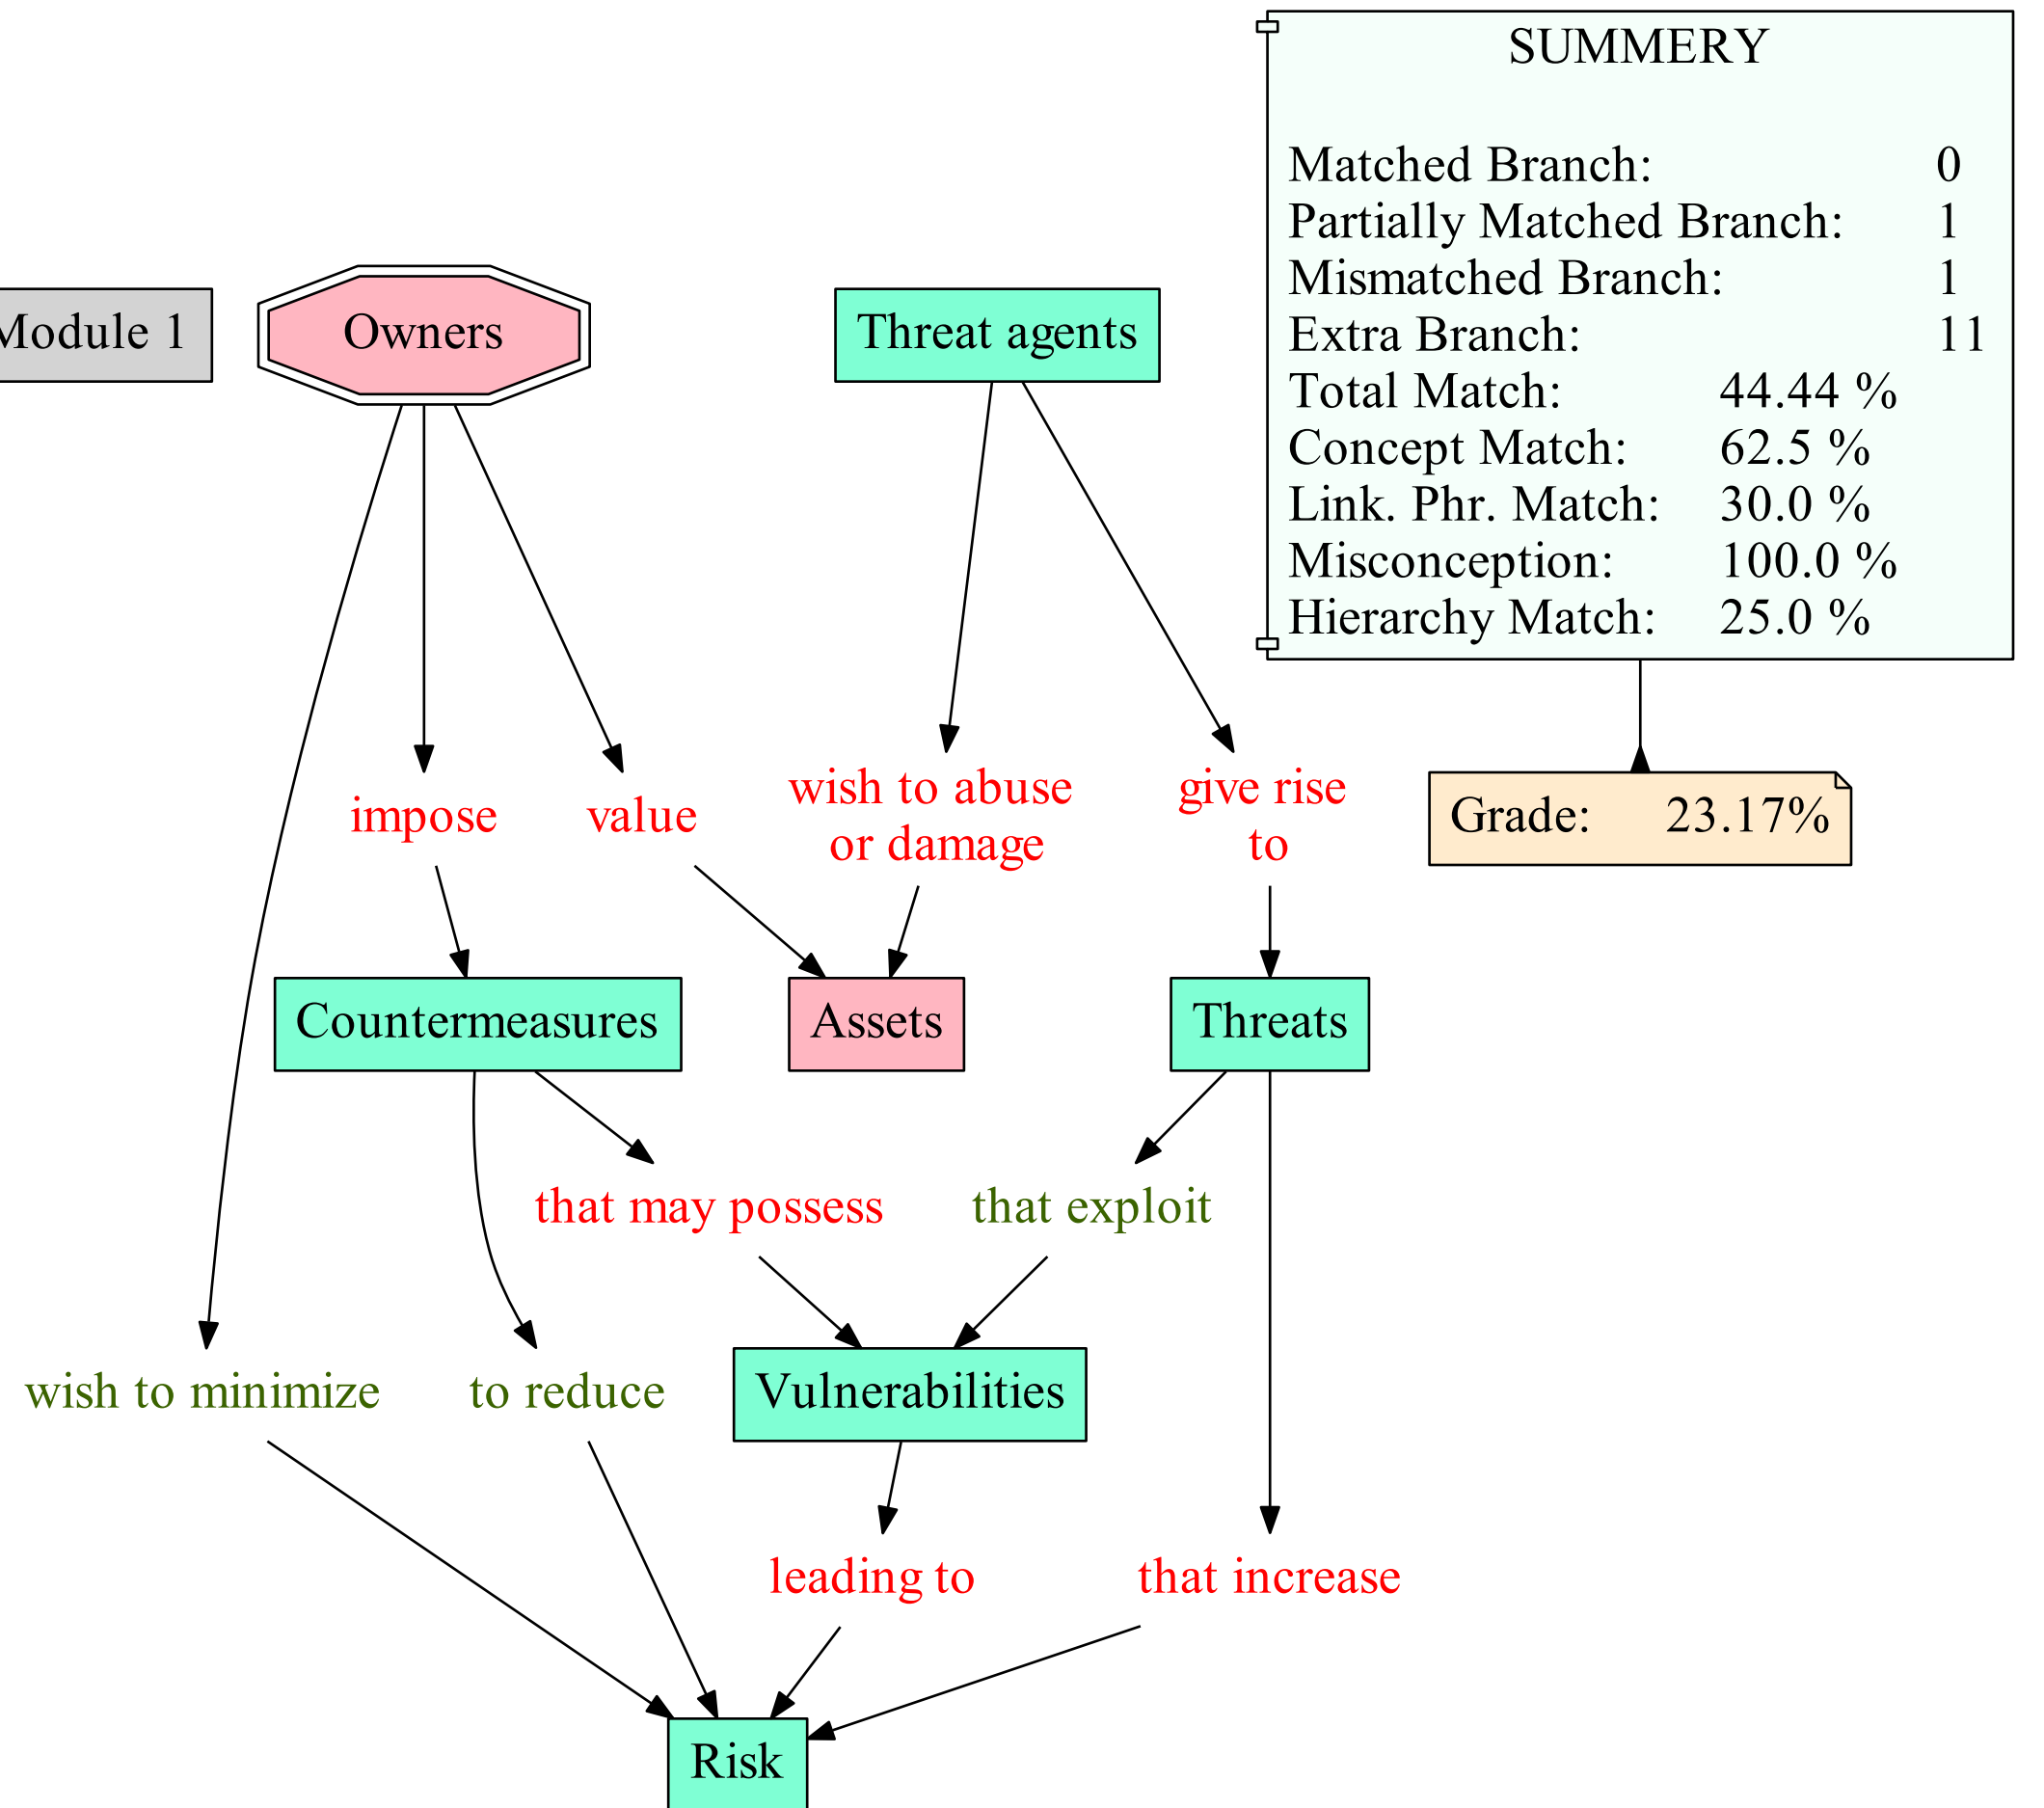 SUMMERY
Matched Branch: 0
Partially Matched Branch: 1
Mismatched Branch: 1
Extra Branch: 11
Total Match: 44.44 %
Concept Match: 62.5 %
Link. Phr. Match: 30.0 %
Misconception: 100.0 %
Hierarchy Match: 25.0 %
Module 1
Owners
Threat agents
impose
value
wish to abuse
or damage
give rise
to
Grade: 23.17%
Countermeasures
Assets
Threats
that may possess
that exploit
wish to minimize
to reduce
Vulnerabilities
leading to
that increase
Risk